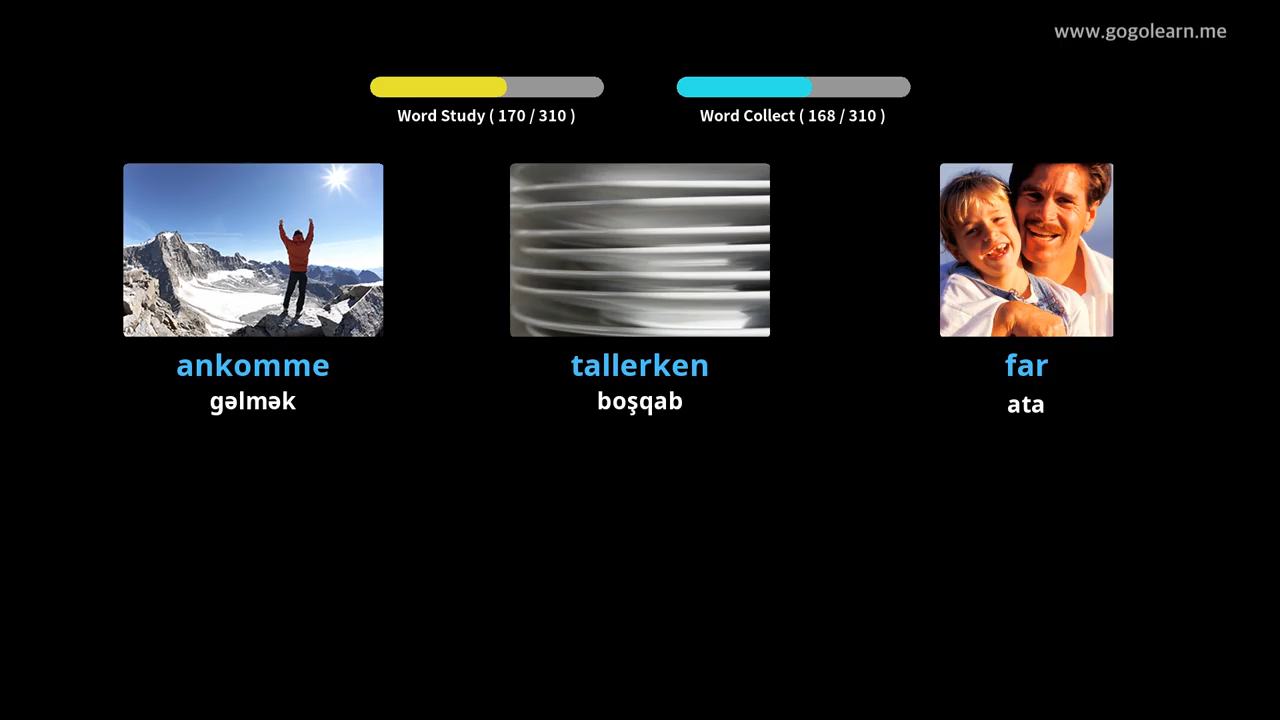 www.gogolearn.me
Word Study ( 170 / 310 )
Word Collect ( 168 / 310 )
ankomme
gəlmək
tallerken
boşqab
far
ata